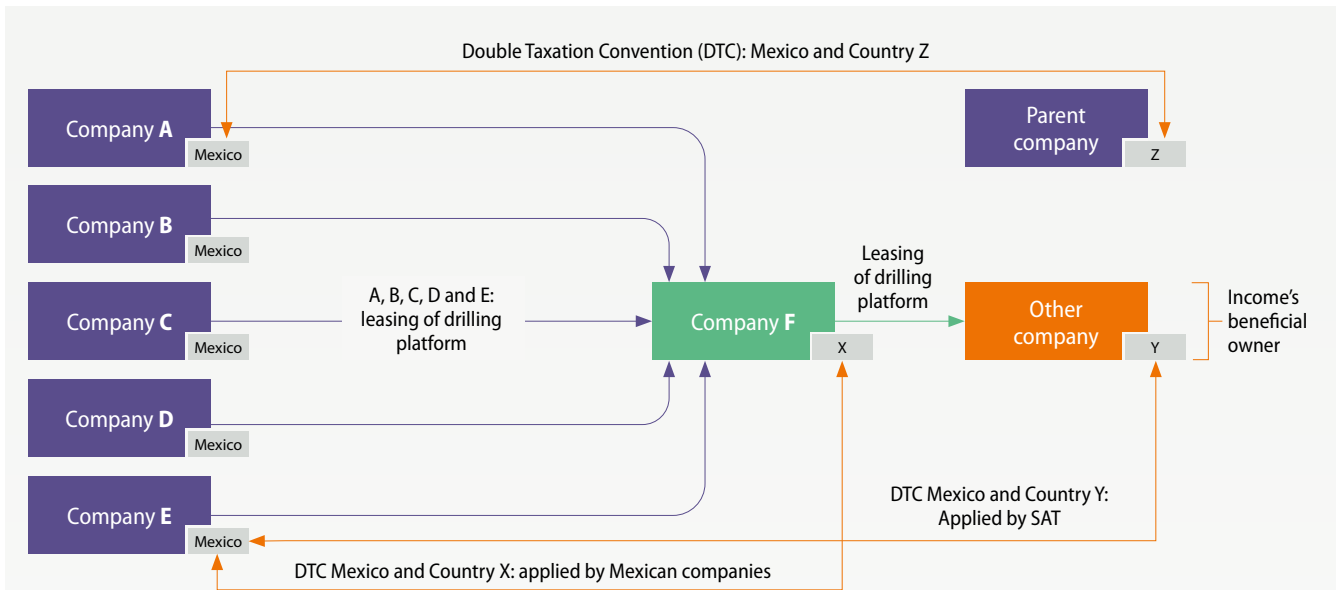 Double Taxation Convention (DTC): Mexico and Country Z
Company A
Mexico
Parent
company
Z
Company B
Mexico
Company C
Mexico
A, B, C, D and E:
leasing of drilling
platform
Company F
X
Leasing
of drilling
platform
Other
company
Y
Income's
beneficial
owner
Company D
Mexico
Company E
Mexico
DTC Mexico and Country Y:
Applied by SAT
DTC Mexico and Country X: applied by Mexican companies